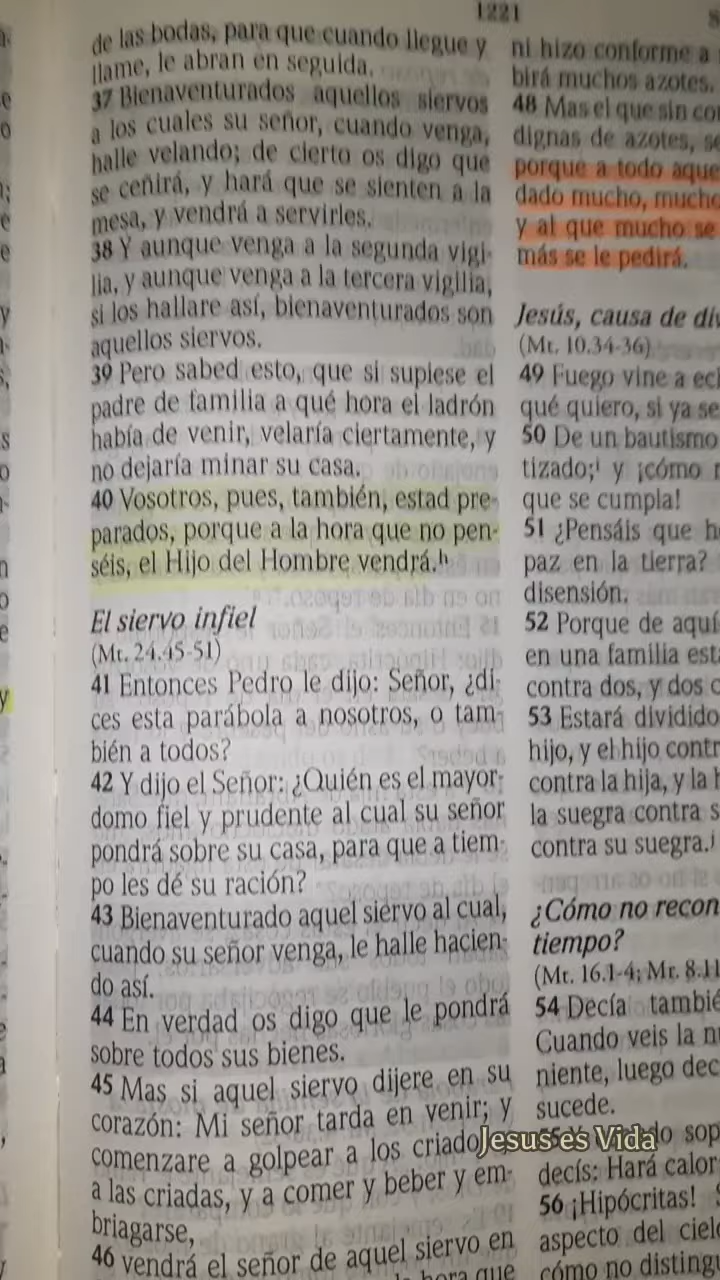 1221
de las bodas, para que cuando llegue y
llame, le abran en seguida.
37 Bienaventurados aquellos siervos
a los cuales su señor, cuando venga,
halle velando; de cierto os digo que
se ceñirá, y hará que se sienten a la
mesa, y vendrá a servirles.
38 Y aunque venga a la segunda vigi-
lia, y aunque venga a la tercera vigilia,
si los hallare así, bienaventurados son
aquellos siervos.
39 Pero sabed esto, que si supiese el
padre de familia a qué hora el ladrón
había de venir, velaría ciertamente, y
no dejaría minar su casa.
40 Vosotros, pues, también, estad pre-
parados, porque a la hora que no pen-
séis, el Hijo del Hombre vendrá.h
El siervo infiel
(Mt. 24.45-51)
41 Entonces Pedro le dijo: Señor, ¿di-
ces esta parábola a nosotros, o tam-
bién a todos?
42 Y dijo el Señor: ¿Quién es el mayor-
domo fiel y prudente al cual su señor
pondrá sobre su casa, para que a tiem-
po les dé su ración?
43 Bienaventurado aquel siervo al cual,
cuando su señor venga, le halle hacien-
do así.
44 En verdad os digo que le pondrá
sobre todos sus bienes.
45 Mas si aquel siervo dijere en su
corazón: Mi señor tarda en venir; y
comenzare a golpear a los criado
a las criadas, y a comer y beber y em-
briagarse,
46 vendrá el señor de aquel siervo en
hora que
ni hizo conforme a
birá muchos azotes.
48 Mas el que sin
dignas de azotes,
porque a todo aque
dado mucho, mucho
y al que mucho se
más se le pedirá.
Jesús, causa de
(Mt. 10.34-36)
49 Fuego vine a
qué quiero, si ya
50 De un bautismo
tizado;i y ¡cómo
que se cumpla!
51 ¿Pensáis que
paz en la tierra?
disensión.
52 Porque de aquí
en una familia
contra dos, y dos
53 Estará dividido
hijo, y el hijo
contra la hija, y la
la suegra contra
contra su suegra.j
¿Cómo no
tiempo?
(Mt. 16.1-4; Mr. 8.11
54 Decía
Cuando veis la
niente, luego
sucede.
decís: Hará calor
56 ¡Hipócritas!
aspecto del
cómo no
Jesus es Vida